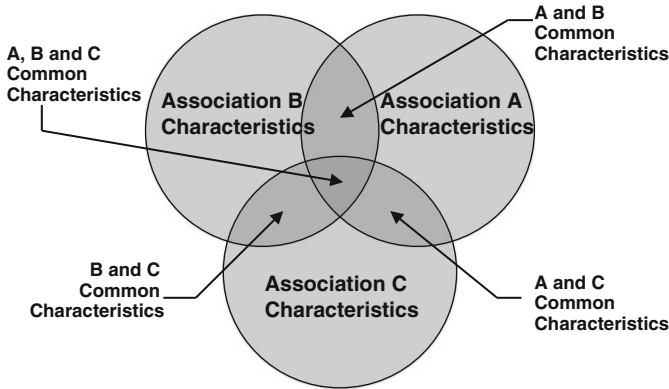 A and B
Common
Characteristics
A, B and C
Common
Characteristics
Association B
Characteristics
Association A
Characteristics
B and C
Common
Characteristics
Association C
Characteristics
A and C
Common
Characteristics